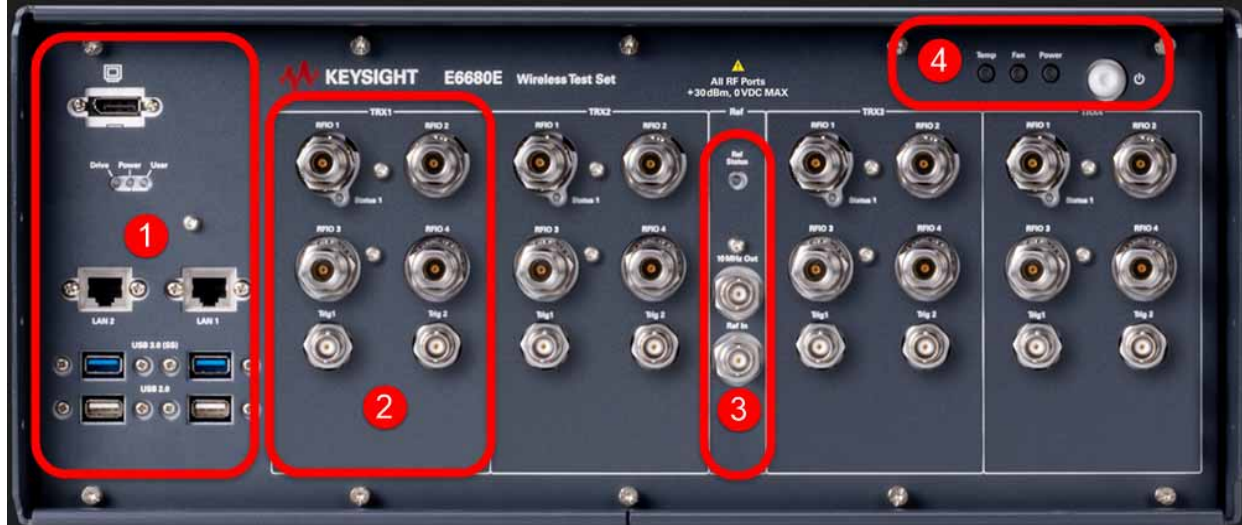 KEYSIGHT E6680E Wireless Test Set
All RF Ports
+30 dBm, 0 VDC MAX
4
Temp Fan Power
Drive Power User
1
LAN 2 LAN 1
USB 3.0 (SS)
USB 2.0
TRX1
RFIO 1 RFIO 2
Status 1
RFIO 3 RFIO 4
Trig1 Trig 2
2
TRX2
RFIO 1 RFIO 2
Status 1
RFIO 3 RFIO 4
Trig1 Trig 2
Ref
Ref
Status
10 MHz Out
Ref In
3
TRX3
RFIO 1 RFIO 2
Status 1
RFIO 3 RFIO 4
Trig1 Trig 2
RFIO 1 RFIO 2
Status 1
RFIO 3 RFIO 4
Trig1 Trig 2